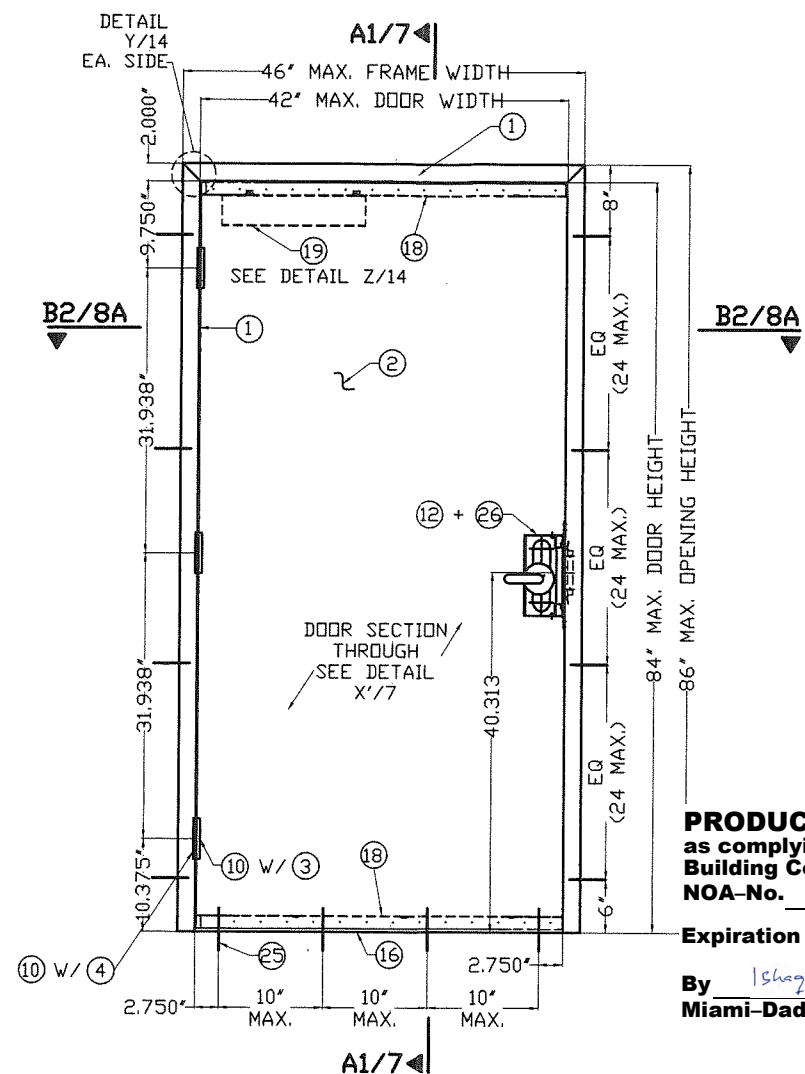 DETAIL
Y/14
EA. SIDE
A1/7
46" MAX. FRAME WIDTH
42" MAX. DOOR WIDTH
2.000"
1
9.750"
8"
19
18
SEE DETAIL Z/14
B2/8A
B2/8A
1
EQ
(24 MAX.)
2
31.938"
12 + 26
EQ
(24 MAX.)
84" MAX. DOOR HEIGHT
86" MAX. OPENING HEIGHT
DOOR SECTION
THROUGH
SEE DETAIL
X'/7
40.313
31.938"
EQ
(24 MAX.)
10 W/ 3
18
10.375"
6"
10 W/ 4
25
16
2.750"
2.750"
10"
MAX.
10"
MAX.
10"
MAX.
A1/7
PRODUC
as complyi
Building Co
NOA-No.
Expiration
By Ishaq
Miami-Dad